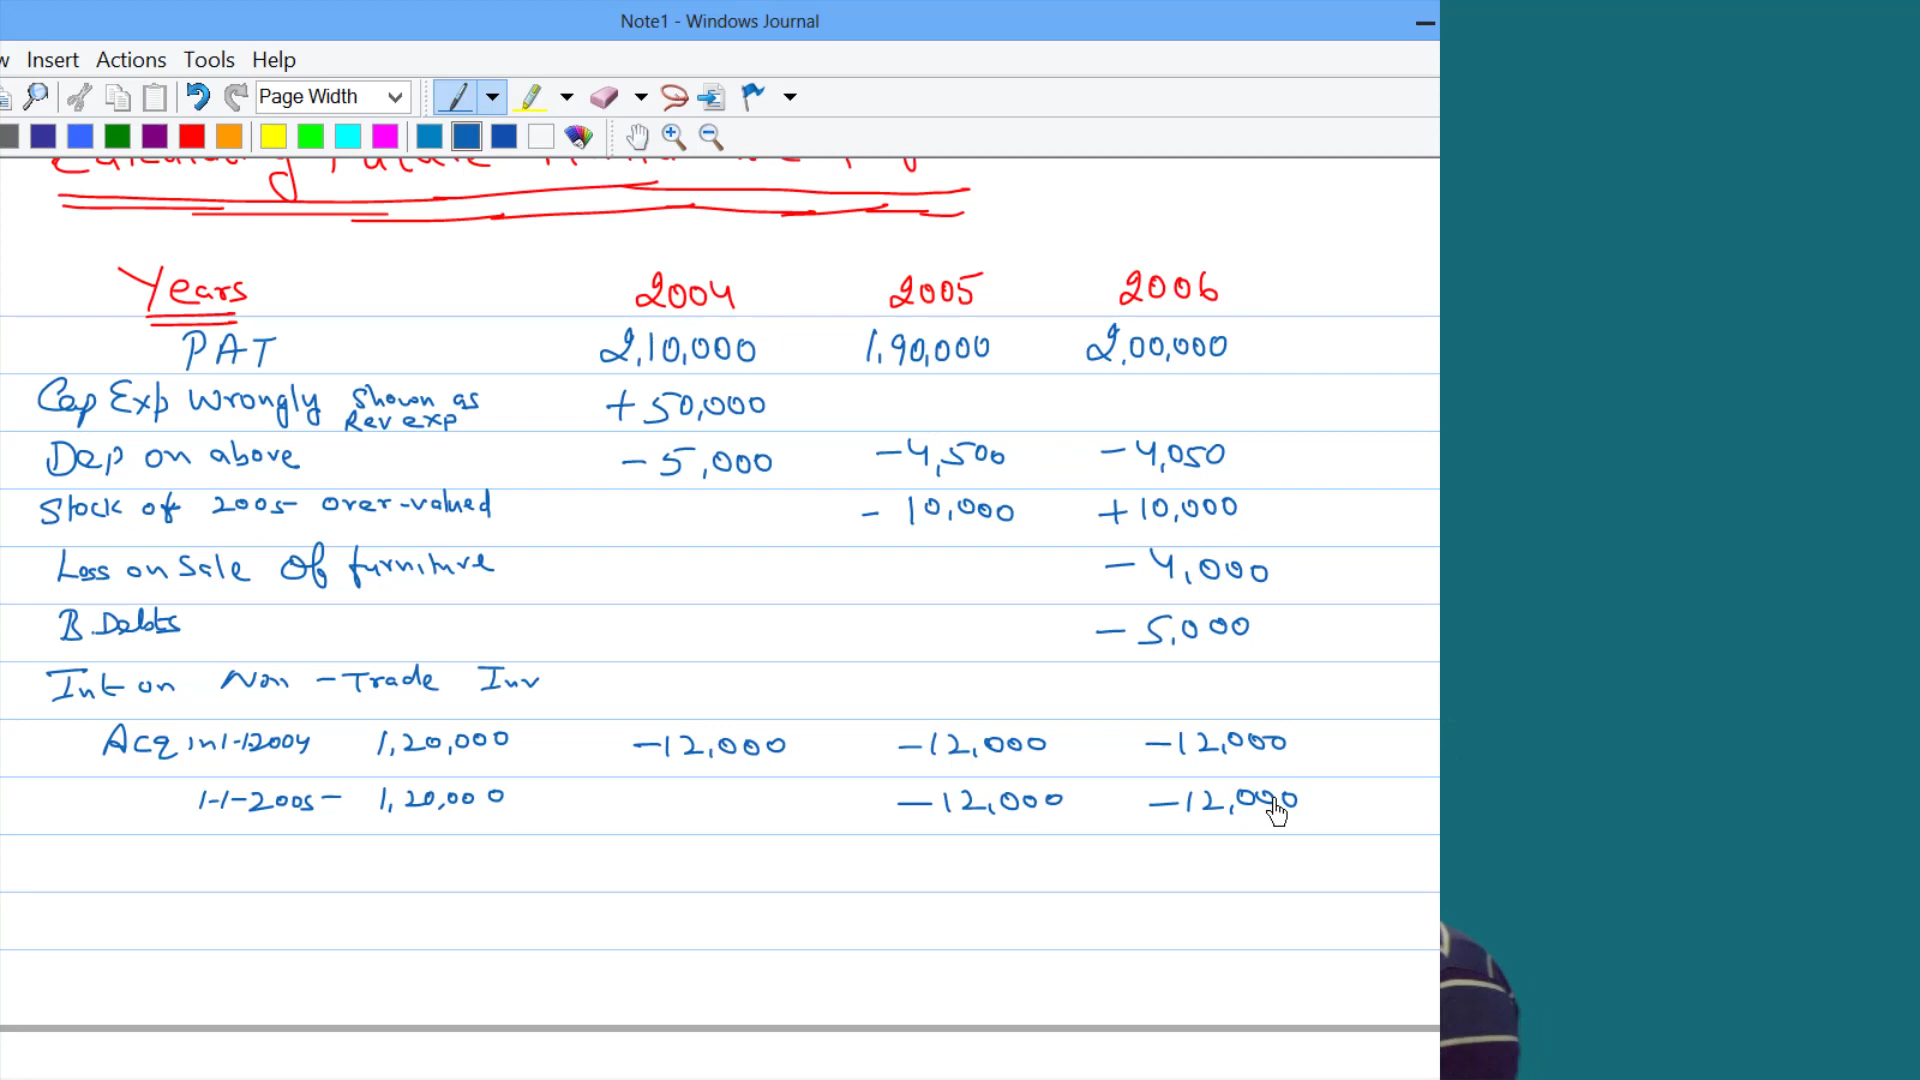 Note1 - Windows Journal
Insert Actions Tools Help
Page Width
Years 2004 2005 2006
PAT 2,10,000 1,90,000 2,00,000
Cap Exp Wrongly Shown as Rev exp + 50,000
Dep on above - 5,000 - 4,500 - 4,050
Stock of 2005 over-valued - 10,000 + 10,000
Loss on Sale Of furniture - 4,000
B.Debts - 5,000
Int on Non - Trade Inv
Acq in 1-1-2004 1,20,000 -12,000 -12,000 -12,000
1-1-2005 - 1,20,000 -12,000 -12,000